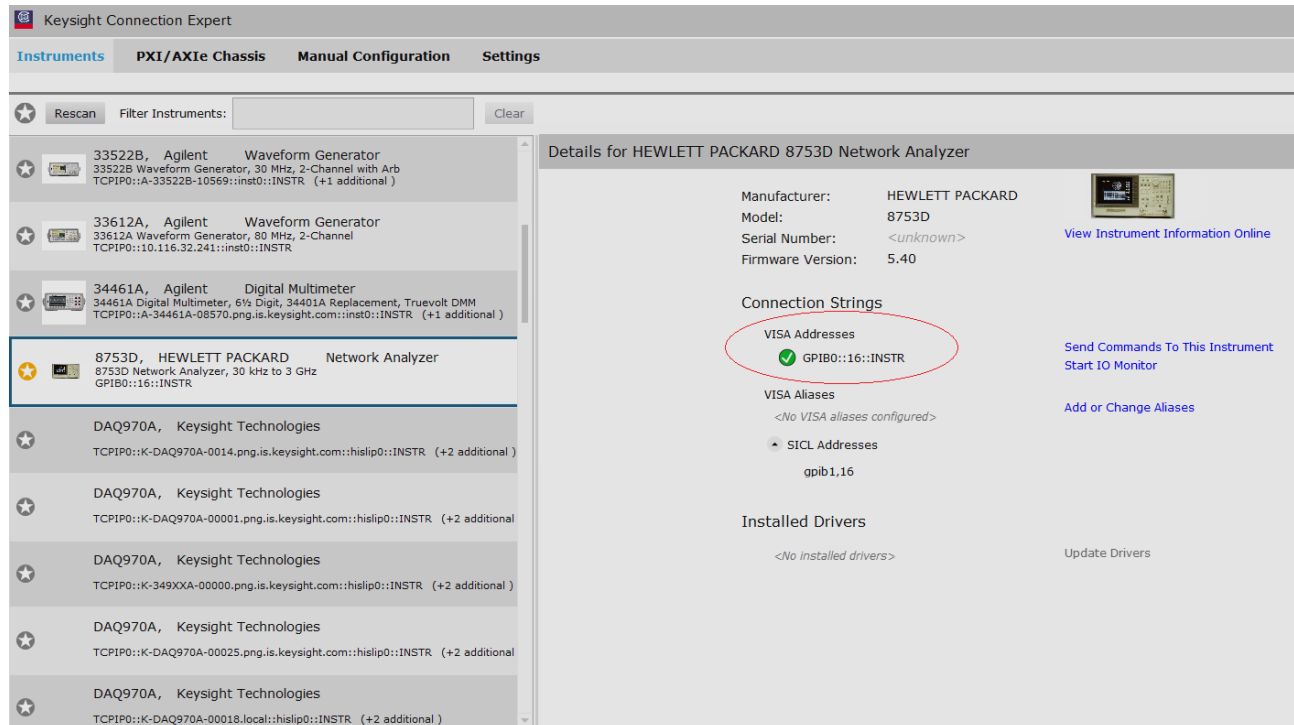 Keysight Connection Expert
Instruments PXI/AXIe Chassis Manual Configuration Settings
Rescan Filter Instruments: Clear
33522B, Agilent Waveform Generator
33522B Waveform Generator, 30 MHz, 2-Channel with Arb
TCPIP0::A-33522B-10569::inst0::INSTR (+1 additional )
33612A, Agilent Waveform Generator
33612A Waveform Generator, 80 MHz, 2-Channel
TCPIP0::10.116.32.241::inst0::INSTR
34461A, Agilent Digital Multimeter
34461A Digital Multimeter, 6½ Digit, 34401A Replacement, Truevolt DMM
TCPIP0::A-34461A-08570.png.is.keysight.com::inst0::INSTR (+1 additional )
8753D, HEWLETT PACKARD Network Analyzer
8753D Network Analyzer, 30 kHz to 3 GHz
GPIB0::16::INSTR
DAQ970A, Keysight Technologies
TCPIP0::K-DAQ970A-0014.png.is.keysight.com::hislip0::INSTR (+2 additional )
DAQ970A, Keysight Technologies
TCPIP0::K-DAQ970A-00001.png.is.keysight.com::hislip0::INSTR (+2 additional
DAQ970A, Keysight Technologies
TCPIP0::K-349XXA-00000.png.is.keysight.com::hislip0::INSTR (+2 additional )
DAQ970A, Keysight Technologies
TCPIP0::K-DAQ970A-00025.png.is.keysight.com::hislip0::INSTR (+2 additional
DAQ970A, Keysight Technologies
TCPIP0::K-DAQ970A-00018.local::hislip0::INSTR (+2 additional )
Details for HEWLETT PACKARD 8753D Network Analyzer
Manufacturer: HEWLETT PACKARD
Model: 8753D
Serial Number: <unknown>
Firmware Version: 5.40
View Instrument Information Online
Connection Strings
VISA Addresses
GPIB0::16::INSTR
Send Commands To This Instrument
Start IO Monitor
VISA Aliases
<No VISA aliases configured>
Add or Change Aliases
SICL Addresses
gpib1,16
Installed Drivers
<No installed drivers>
Update Drivers